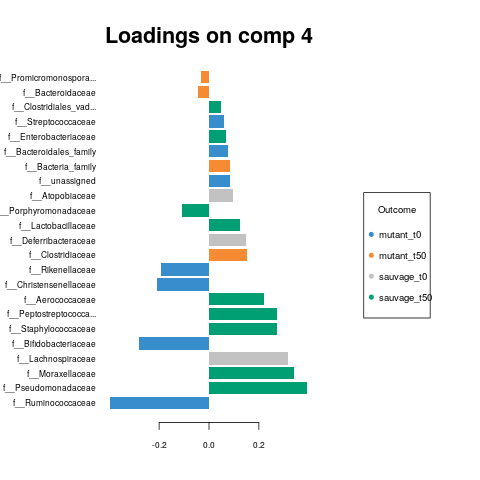 Loadings on comp 4
f__Promicromonospora...
f__Bacteroidaceae
f__Clostridiales_vad...
f__Streptococcaceae
f__Enterobacteriaceae
f__Bacteroidales_family
f__Bacteria_family
f__unassigned
f__Atopobiaceae
__Porphyromonadaceae
f__Lactobacillaceae
f__Deferribacteraceae
f__Clostridiaceae
f__Rikenellaceae
f__Christensenellaceae
f__Aerococcaceae
f__Peptostreptococca...
f__Staphylococcaceae
f__Bifidobacteriaceae
f__Lachnospiraceae
f__Moraxellaceae
f__Pseudomonadaceae
f__Ruminococcaceae
-0.2 0.0 0.2
Outcome
mutant_t0
mutant_t50
sauvage_t0
sauvage_t50